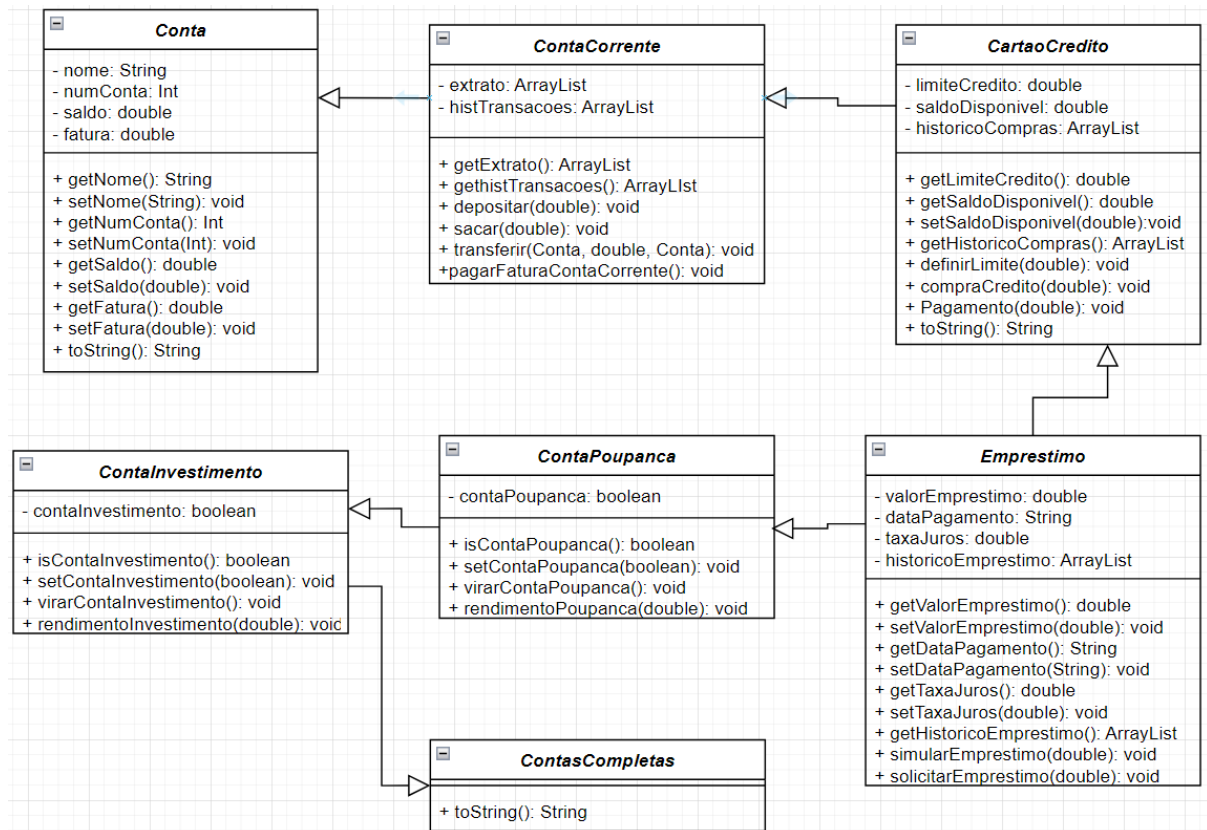 Conta
- nome: String
- numConta: Int
- saldo: double
- fatura: double
+ getNome(): String
+ setNome(String): void
+ getNumConta(): Int
+ setNumConta(Int): void
+ getSaldo(): double
+ setSaldo(double): void
+ getFatura(): double
+ setFatura(double): void
+ toString(): String
ContaCorrente
- extrato: ArrayList
- histTransacoes: ArrayList
+ getExtrato(): ArrayList
+ gethistTransacoes(): ArrayLIst
+ depositar(double): void
+ sacar(double): void
+ transferir(Conta, double, Conta): void
+pagarFaturaContaCorrente(): void
CartaoCredito
- limiteCredito: double
- saldoDisponivel: double
- historicoCompras: ArrayList
+ getLimiteCredito(): double
+ getSaldoDisponivel(): double
+ setSaldoDisponivel(double):void
+ getHistoricoCompras(): ArrayList
+ definirLimite(double): void
+ compraCredito(double): void
+ Pagamento(double): void
+ toString(): String
ContaInvestimento
- contaInvestimento: boolean
+ isContaInvestimento(): boolean
+ setContaInvestimento(boolean): void
+ virarContaInvestimento(): void
+ rendimentoInvestimento(double): void
ContaPoupanca
- contaPoupanca: boolean
+ isContaPoupanca(): boolean
+ setContaPoupanca(boolean): void
+ virarContaPoupanca(): void
+ rendimentoPoupanca(double): void
Emprestimo
- valorEmprestimo: double
- dataPagamento: String
- taxaJuros: double
- historicoEmprestimo: ArrayList
+ getValorEmprestimo(): double
+ setValorEmprestimo(double): void
+ getDataPagamento(): String
+ setDataPagamento(String): void
+ getTaxaJuros(): double
+ setTaxaJuros(double): void
+ getHistoricoEmprestimo(): ArrayList
+ simularEmprestimo(double): void
+ solicitarEmprestimo(double): void
ContasCompletas
+ toString(): String